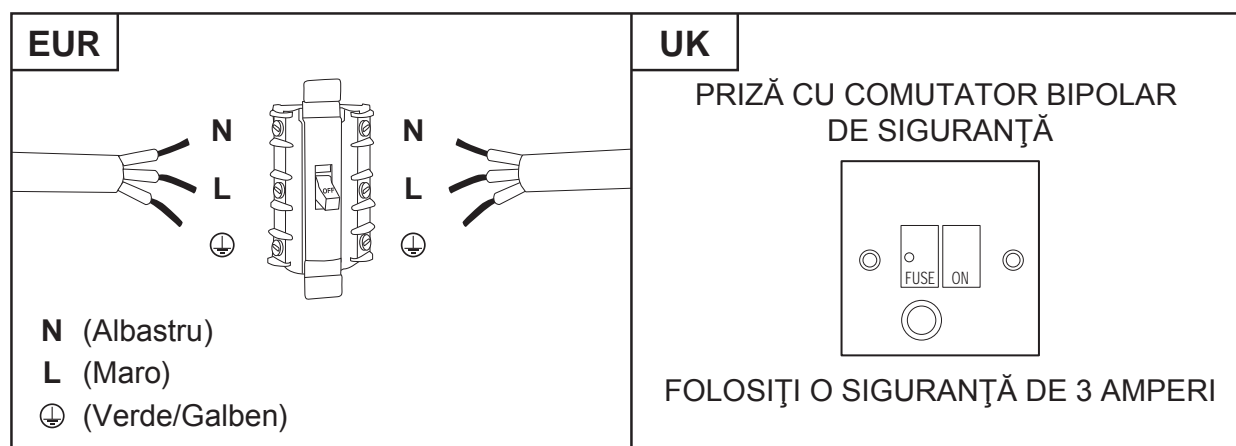 EUR
N
N
L
OFF
L
N (Albastru)
L (Maro)
(Verde/Galben)
UK
PRIZĂ CU COMUTATOR BIPOLAR
DE SIGURANŢĂ
FUSE ON
FOLOSIŢI O SIGURANŢĂ DE 3 AMPERI